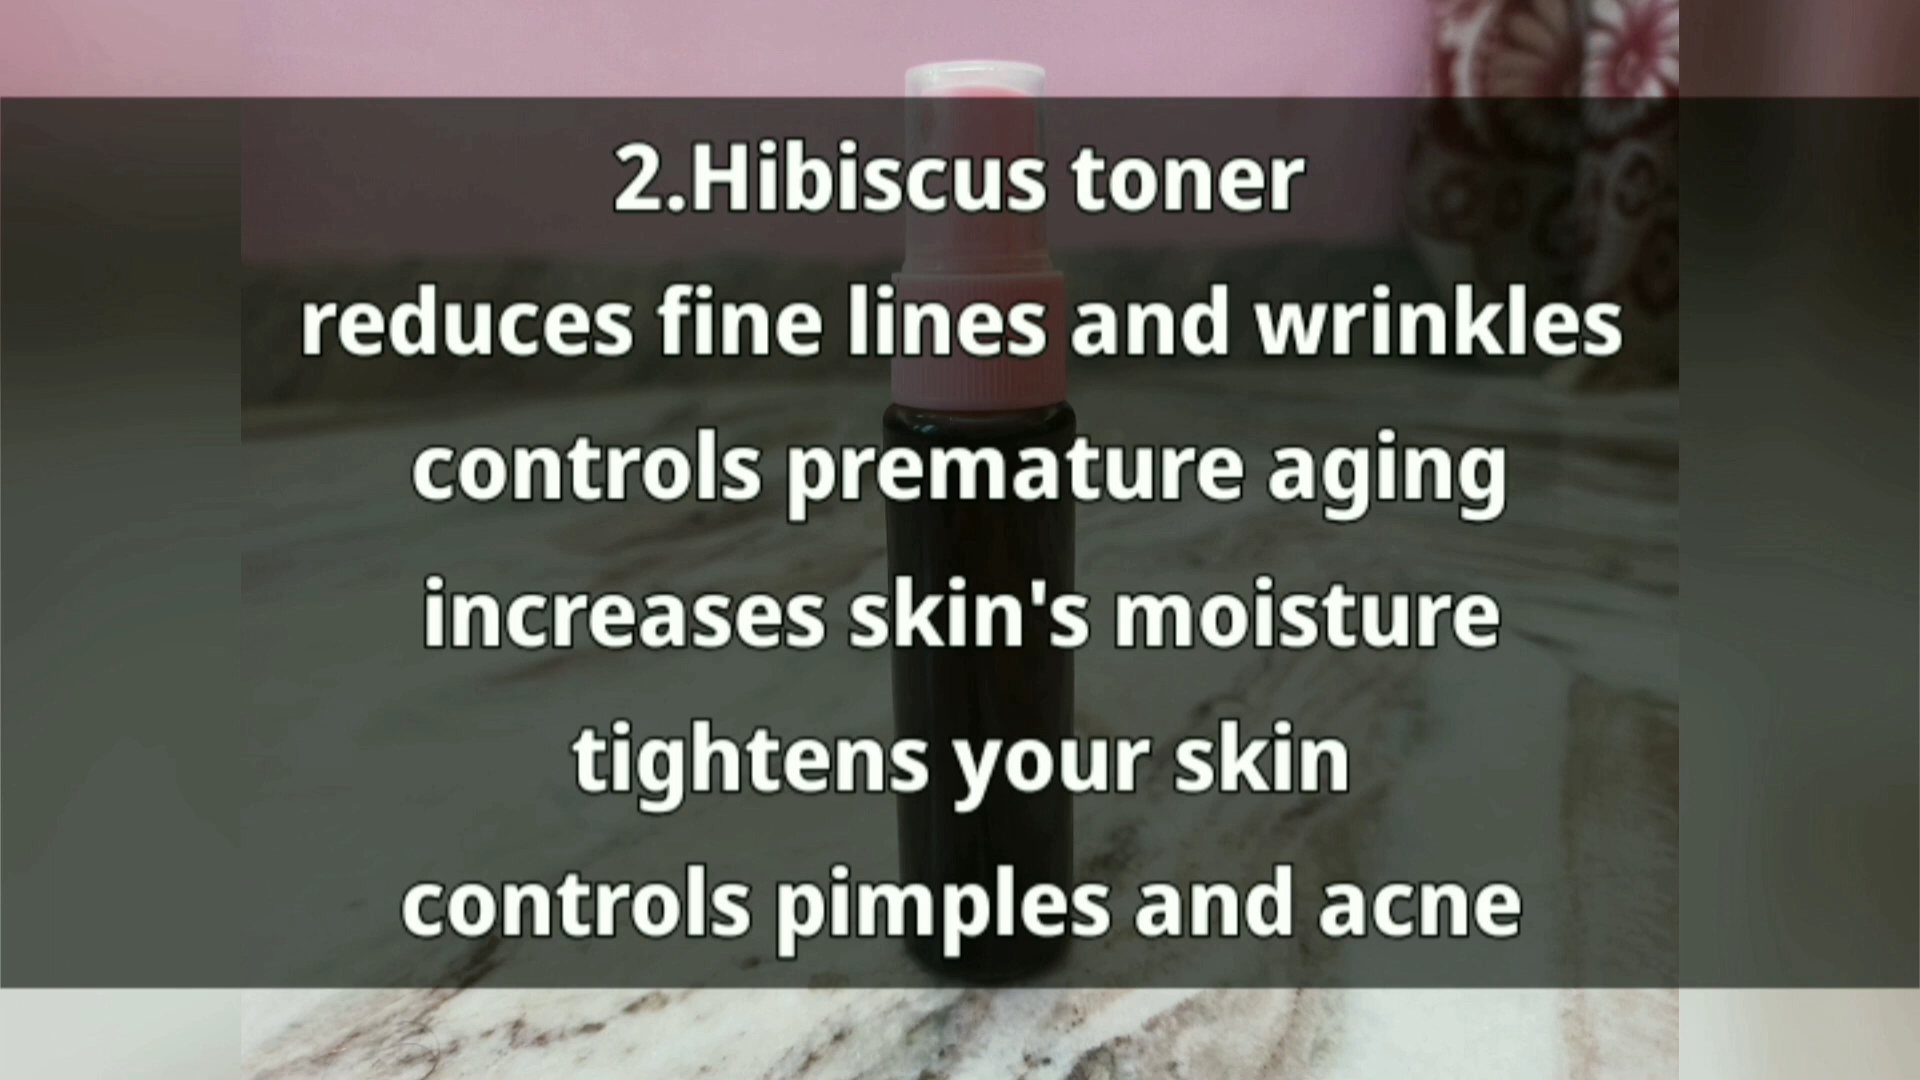 2.Hibiscus toner
reduces fine lines and wrinkles
controls premature aging
increases skin's moisture
tightens your skin
controls pimples and acne